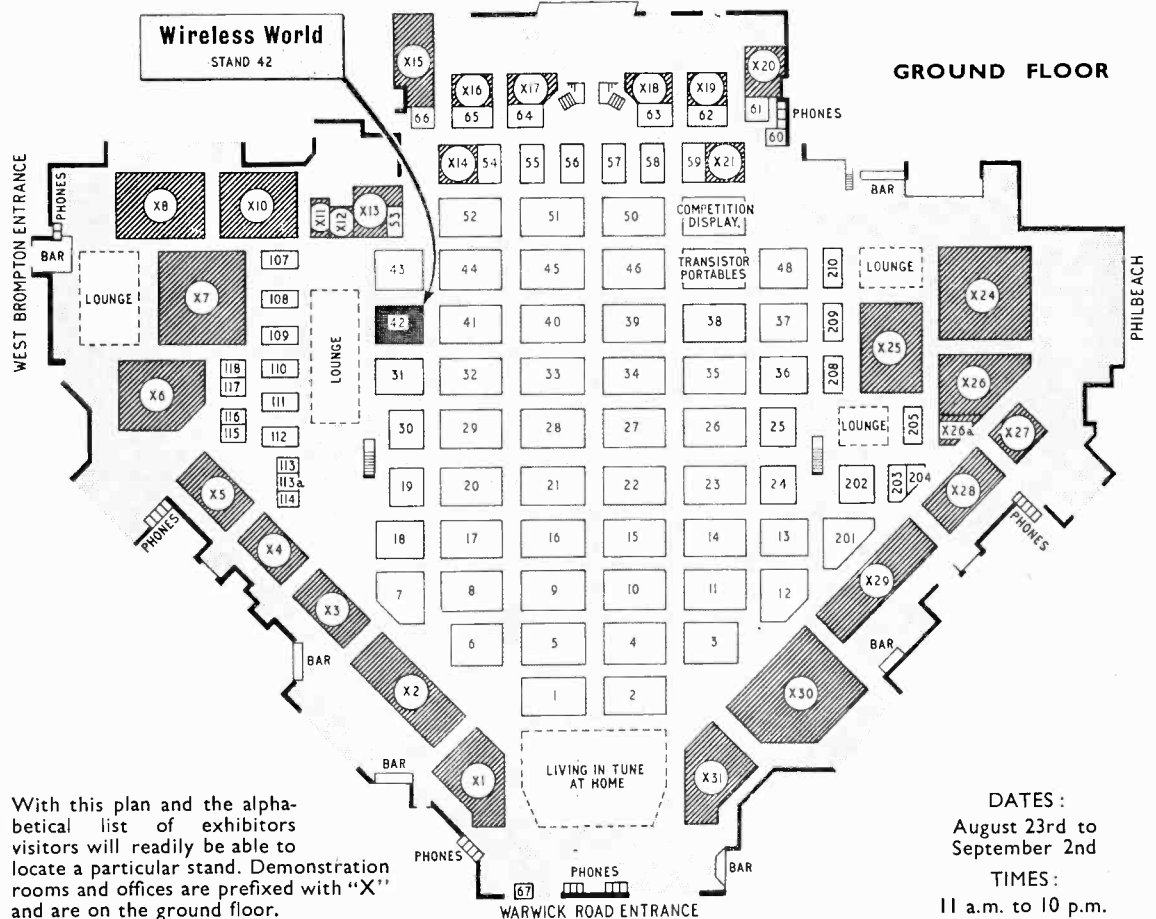 Wireless World
STAND 42
GROUND FLOOR
X15
X20
X16
X17
X18
X19
66
65
64
63
62
61
60
PHONES
X14
54
55
56
57
58
59
X21
BAR
WEST BROMPTON ENTRANCE
PHONES
BAR
X8
X10
X11
X12
X13
53
52
51
50
COMPETITION
DISPLAY.
LOUNGE
X7
107
108
109
43
44
45
46
TRANSISTOR
PORTABLES
48
210
LOUNGE
X24
PHILBEACH
LOUNGE
42
41
40
39
38
37
209
X25
X6
118
117
116
115
110
111
112
31
32
33
34
35
36
208
X26
X26a
X27
30
29
28
27
26
25
LOUNGE
205
113
113a
114
19
20
21
22
23
24
202
203
204
X28
X5
PHONES
PHONES
X4
18
17
16
15
14
13
201
X3
7
8
9
10
11
12
X29
BAR
6
5
4
3
BAR
X2
1
2
X30
X1
BAR
LIVING IN TUNE
AT HOME
X31
With this plan and the alpha-
betical list of exhibitors
visitors will readily be able to
locate a particular stand. Demonstration
rooms and offices are prefixed with "X"
and are on the ground floor.
PHONES
67
PHONES
BAR
WARWICK ROAD ENTRANCE
DATES :
August 23rd to
September 2nd
TIMES :
11 a.m. to 10 p.m.